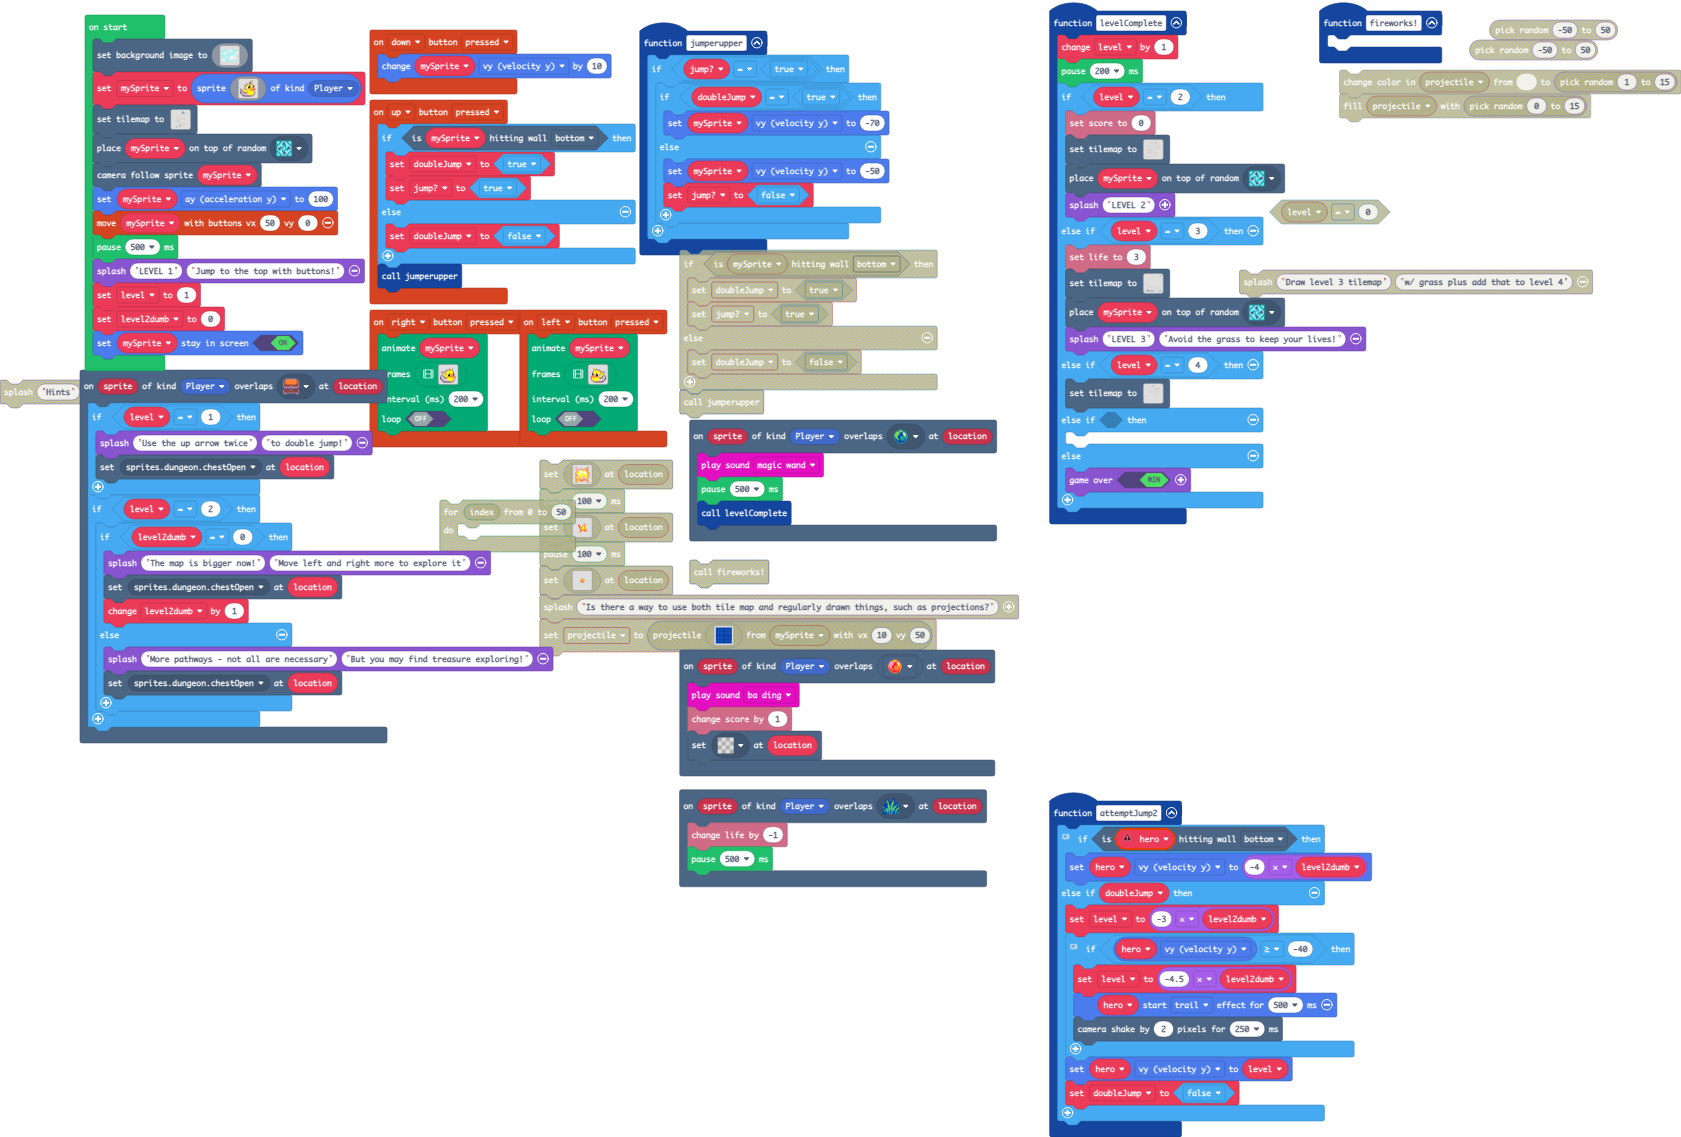 on start
set background image to
set mySprite to sprite of kind Player
set tilemap to
place mySprite on top of random
camera follow sprite mySprite
set mySprite ay (acceleration y) to 100
move mySprite with buttons vx 50 vy 0
pause 500 ms
splash "LEVEL 1" "Jump to the top with buttons!"
set level to 1
set level2dumb to 0
set mySprite stay in screen ON
splash "Hints"
on sprite of kind Player overlaps at location
if level = 1 then
splash "Use the up arrow twice" "to double jump!"
set sprites.dungeon.chestOpen at location
if level = 2 then
if level2dumb = 0 then
splash "The map is bigger now!" "Move left and right more to explore it"
set sprites.dungeon.chestOpen at location
change level2dumb by 1
else
splash "More pathways - not all are necessary" "But you may find treasure exploring!"
set sprites.dungeon.chestOpen at location
on down button pressed
change mySprite vy (velocity y) by 10
on up button pressed
if is mySprite hitting wall bottom then
set doubleJump to true
set jump? to true
else
set doubleJump to false
call jumperupper
on right button pressed
animate mySprite
frames
interval (ms) 200
loop OFF
on left button pressed
animate mySprite
frames
interval (ms) 200
loop OFF
function jumperupper
if jump? = true then
if doubleJump = true then
set mySprite vy (velocity y) to -70
else
set mySprite vy (velocity y) to -50
set jump? to false
if is mySprite hitting wall bottom then
set doubleJump to true
set jump? to true
else
set doubleJump to false
call jumperupper
on sprite of kind Player overlaps at location
play sound magic wand
pause 500 ms
call levelComplete
for index from 0 to 50
do
set at location
100 ms
set at location
pause 100 ms
set at location
call fireworks!
splash "Is there a way to use both tile map and regularly drawn things, such as projections?"
set projectile to projectile from mySprite with vx 10 vy 50
on sprite of kind Player overlaps at location
play sound ba ding
change score by 1
set at location
on sprite of kind Player overlaps at location
change life by -1
pause 500 ms
function levelComplete
change level by 1
pause 200 ms
if level = 2 then
set score to 0
set tilemap to
place mySprite on top of random
splash "LEVEL 2"
else if level = 3 then
set life to 3
set tilemap to
place mySprite on top of random
splash "LEVEL 3" "Avoid the grass to keep your lives!"
else if level = 4 then
set tilemap to
else if then
else
game over WIN
function fireworks!
pick random -50 to 50
pick random -50 to 50
change color in projectile from to pick random 1 to 15
fill projectile with pick random 0 to 15
level = 0
splash "Draw level 3 tilemap" "w/ grass plus add that to level 4"
function attemptJump2
if is hero hitting wall bottom then
set hero vy (velocity y) to -4 × level2dumb
else if doubleJump then
set level to -3 × level2dumb
if hero vy (velocity y) ≥ -40 then
set level to -4.5 × level2dumb
hero start trail effect for 500 ms
camera shake by 2 pixels for 250 ms
set hero vy (velocity y) to level
set doubleJump to false